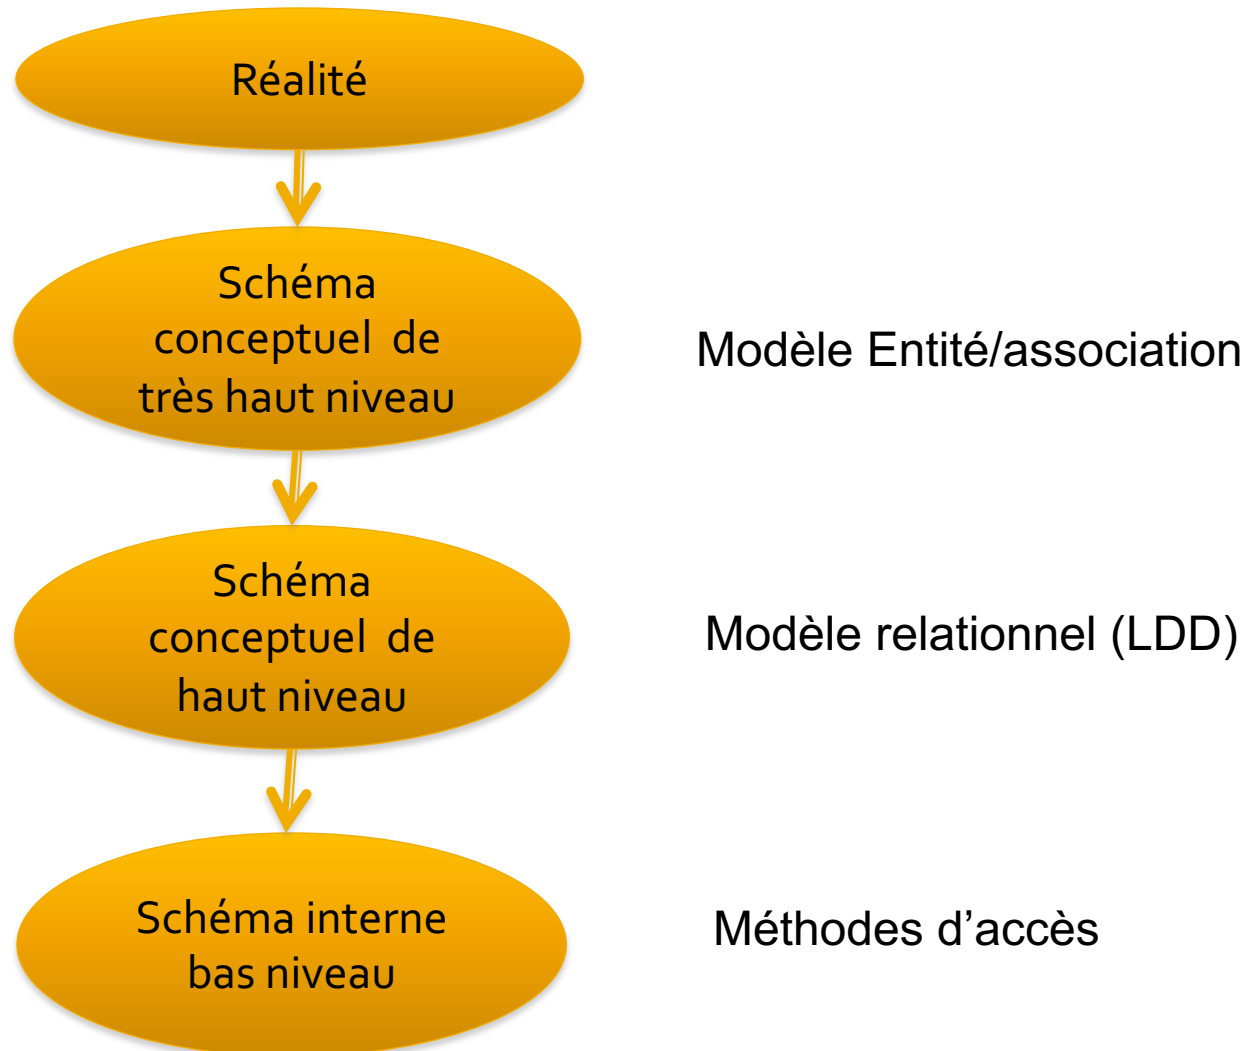 Réalité
Schéma
conceptuel de
très haut niveau
Modèle Entité/association
Schéma
conceptuel de
haut niveau
Modèle relationnel (LDD)
Schéma interne
bas niveau
Méthodes d’accès